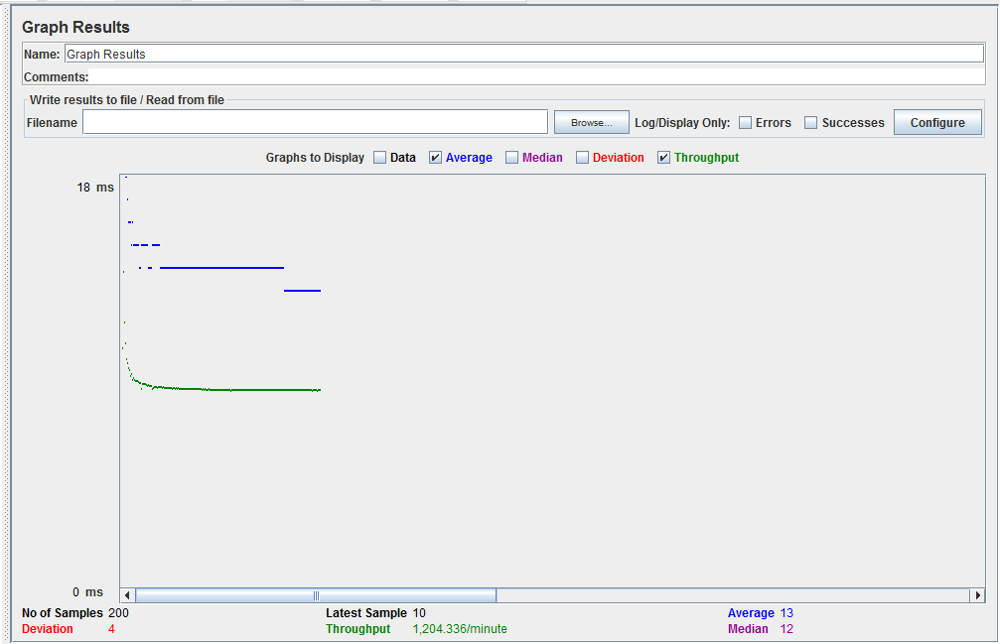 Graph Results
Name: Graph Results
Comments:
Write results to file / Read from file
Filename Browse... Log/Display Only: Errors Successes Configure
Graphs to Display Data Average Median Deviation Throughput
18 ms
0 ms
No of Samples 200 Latest Sample 10 Average 13
Deviation 4 Throughput 1,204.336/minute Median 12